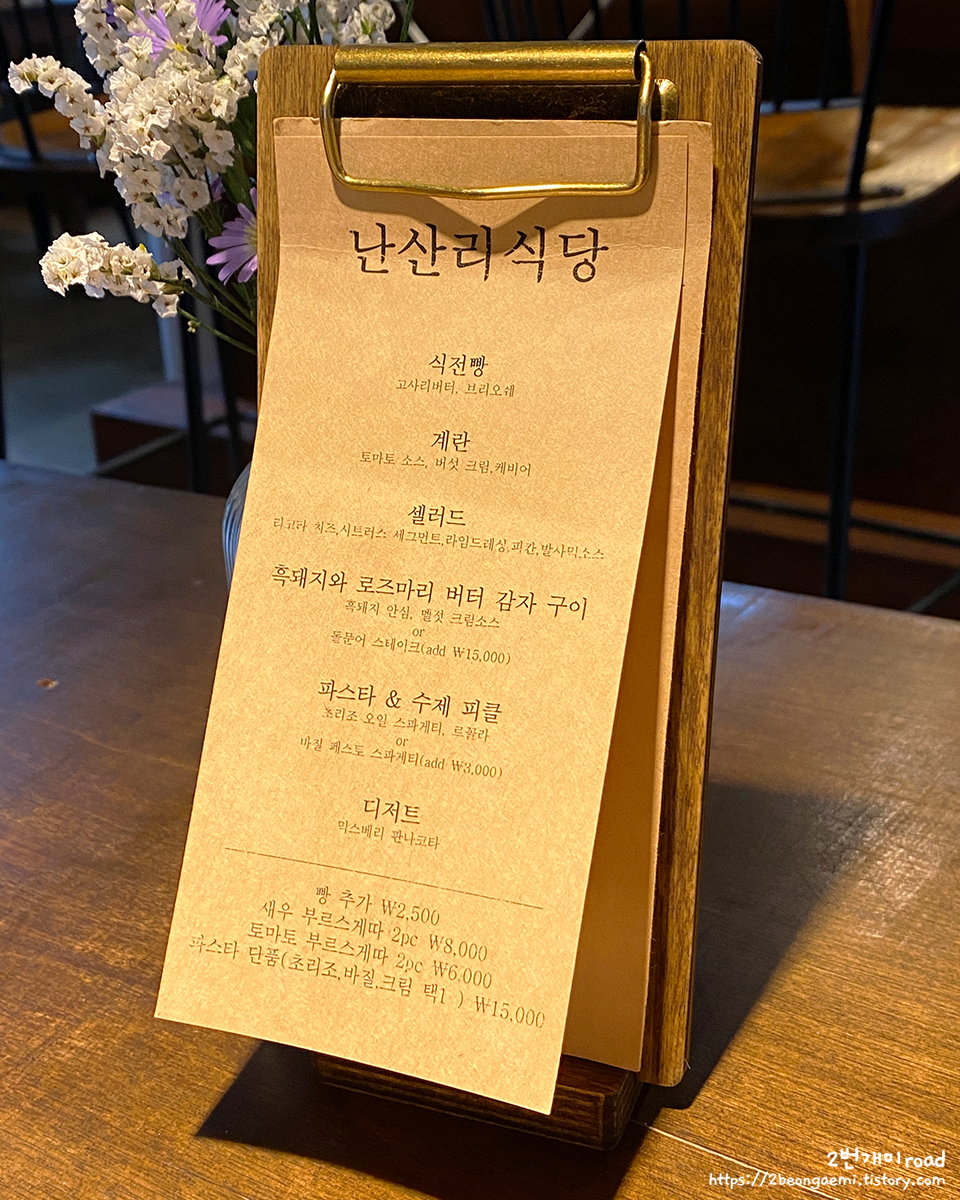 난산리식당
식전빵
고사리버터, 브리오쉐
계란
토마토 소스, 버섯 크림,케비어
셀러드
리코타 치즈,시트러스 세그먼트,라임드레싱,피칸,발사믹소스
흑돼지와 로즈마리 버터 감자 구이
흑돼지 안심, 멜젓 크림소스
or
돌문어 스테이크(add ₩15,000)
파스타 & 수제 피클
초리조 오일 스파게티, 르꼴라
or
바질 페스토 스파게티(add ₩3,000)
디저트
믹스베리 판나코타
빵 추가 ₩2,500
새우 부르스게따 2pc ₩8,000
토마토 부르스게따 2pc ₩6,000
파스타 단품(초리조,바질,크림 택1 ) ₩15,000
2번개미road
https://2beongaemi.tistory.com